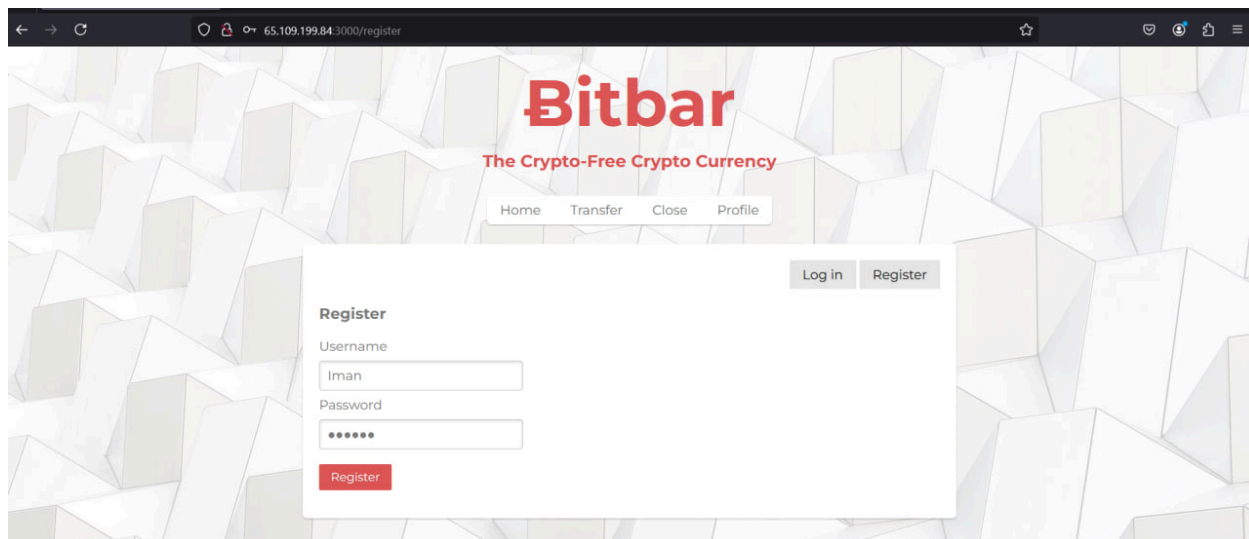 65.109.199.84:3000/register
Ƀitbar
The Crypto-Free Crypto Currency
Home Transfer Close Profile
Log in Register
Register
Username
Iman
Password
●●●●●●
Register